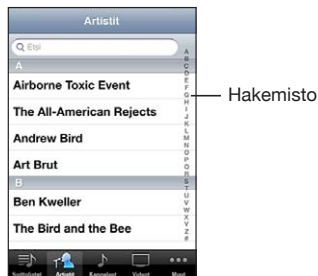 Artistit
Etsi
A
Airborne Toxic Event
The All-American Rejects
Andrew Bird
Art Brut
B
Ben Kweller
The Bird and the Bee
A
B
C
D
E
F
G
H
I
J
K
L
M
N
O
P
Q
R
S
T
U
V
W
X
Y
Z
#
Hakemisto
Soittolistat Artistit Kappaleet Videot Muut